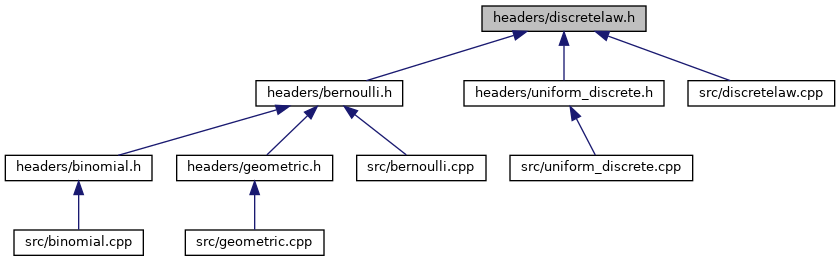 headers/discretelaw.h
headers/bernoulli.h
headers/uniform_discrete.h
src/discretelaw.cpp
headers/binomial.h
headers/geometric.h
src/bernoulli.cpp
src/uniform_discrete.cpp
src/binomial.cpp
src/geometric.cpp